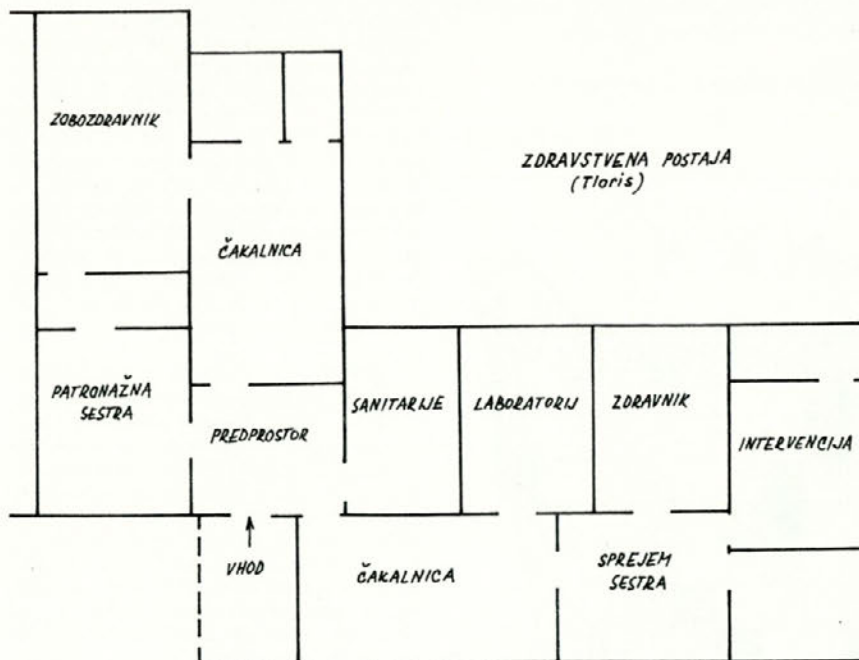 ZDRAVSTVENA POSTAJA
(Tloris)
ZOBOZDRAVNIK
ČAKALNICA
PATRONAŽNA
SESTRA
PREDPROSTOR
SANITARIJE
LABORATORIJ
ZDRAVNIK
INTERVENCIJA
VHOD
ČAKALNICA
SPREJEM
SESTRA